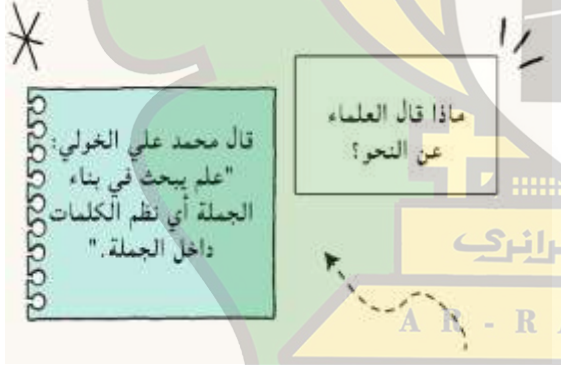 ماذا قال العلماء
عن النحو؟
قال محمد علي الخولي:
"علم يبحث في بناء
الجملة أي نظم الكلمات
داخل الجملة."
رانري
A R - R A